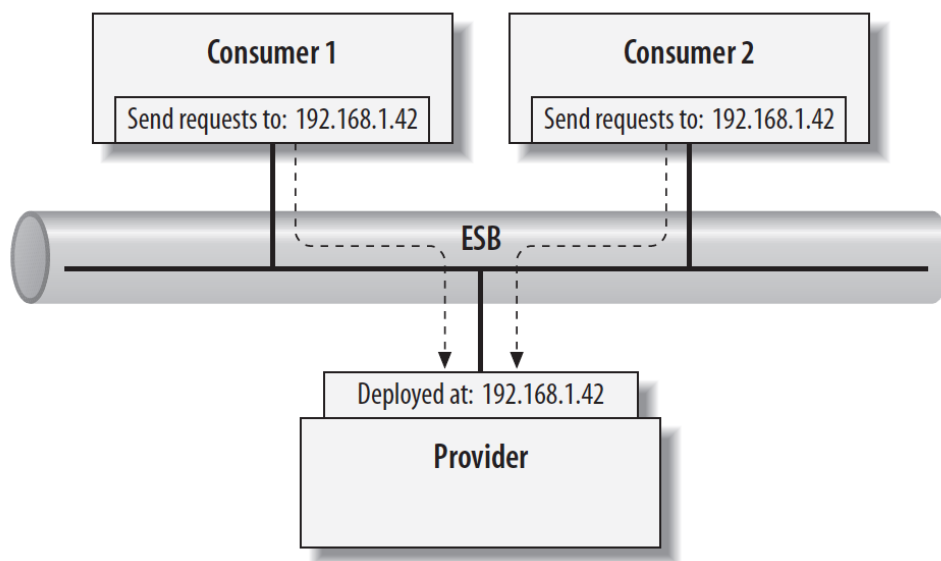 Consumer 1
Consumer 2
Send requests to: 192.168.1.42
Send requests to: 192.168.1.42
ESB
Deployed at: 192.168.1.42
Provider